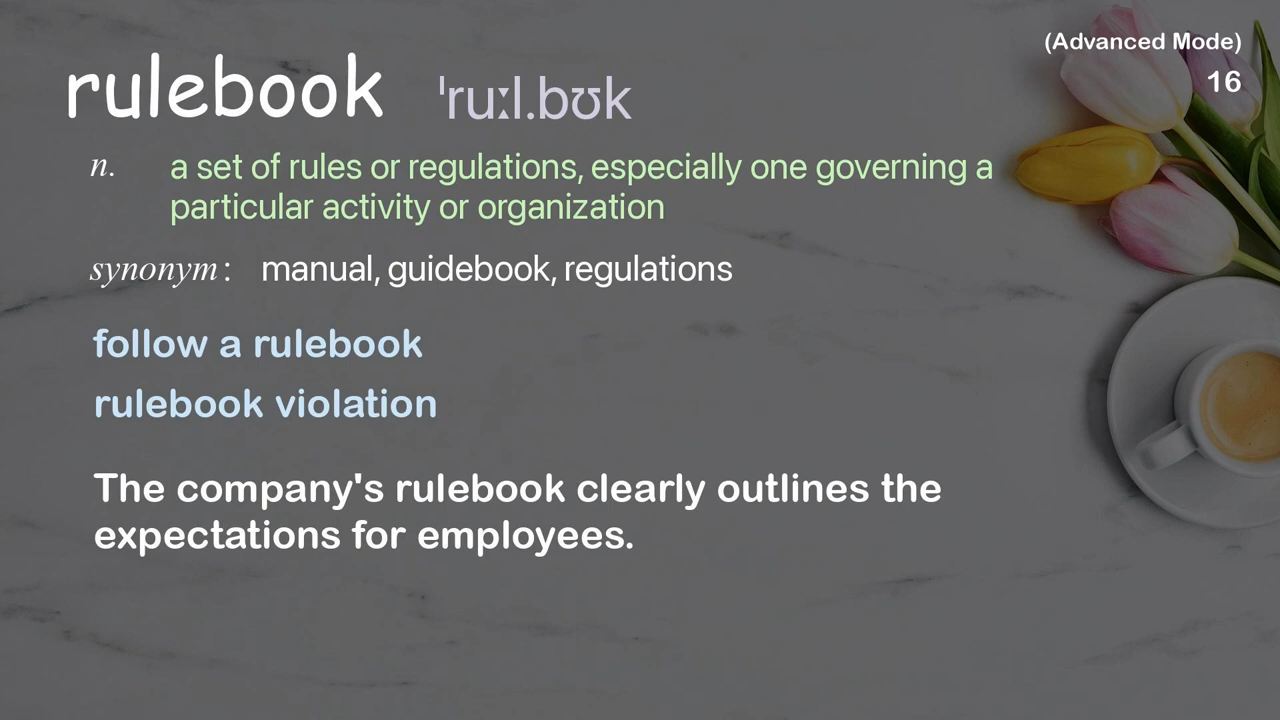 (Advanced Mode)
16
rulebook ˈruːl.bʊk
n. a set of rules or regulations, especially one governing a
particular activity or organization
synonym: manual, guidebook, regulations
follow a rulebook
rulebook violation
The company's rulebook clearly outlines the
expectations for employees.